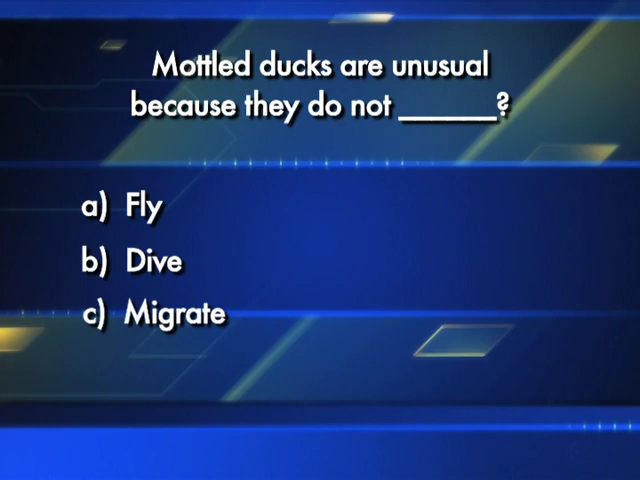 Mottled ducks are unusual
because they do not ______?
a) Fly
b) Dive
c) Migrate